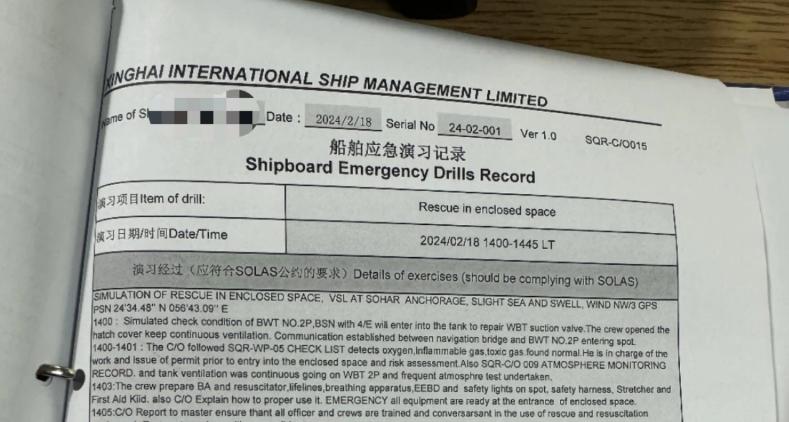 XINGHAI INTERNATIONAL SHIP MANAGEMENT LIMITED
Name of Date : 2024/2/18 Serial No 24-02-001 Ver 1.0 SQR-C/O015
船舶应急演习记录
Shipboard Emergency Drills Record
演习项目Item of drill: Rescue in enclosed space
演习日期/时间Date/Time 2024/02/18 1400-1445 LT
演习经过（应符合SOLAS公约的要求）Details of exercises (should be complying with SOLAS)
SIMULATION OF RESCUE IN ENCLOSED SPACE, VSL AT SOHAR ANCHORAGE, SLIGHT SEA AND SWELL, WIND NW/3 GPS
PSN 24'34.48" N 056'43.09" E
1400 : Simulated check condition of BWT NO.2P,BSN with 4/E will enter into the tank to repair WBT suction valve.The crew opened the
hatch cover keep continuous ventilation. Communication established between navigation bridge and BWT NO.2P entering spot.
1400-1401 : The C/O followed SQR-WP-05 CHECK LIST detects oxygen,Inflammable gas,toxic gas.found normal.He is in charge of the
work and issue of permit prior to entry into the enclosed space and risk assessment.Also SQR-C/O 009 ATMOSPHERE MONITORING
RECORD. and tank ventilation was continuous going on WBT 2P and frequent atmosphre test undertaken.
1403:The crew prepare BA and resuscitator,lifelines,breathing apparatus,EEBD and safety lights on spot, safety harness, Stretcher and
First Aid Kiid. also C/O Explain how to proper use it. EMERGENCY all equipment are ready at the entrance of enclosed space.
1405:C/O Report to master ensure thant all officer and crews are trained and conversarsant in the use of rescue and resuscitation